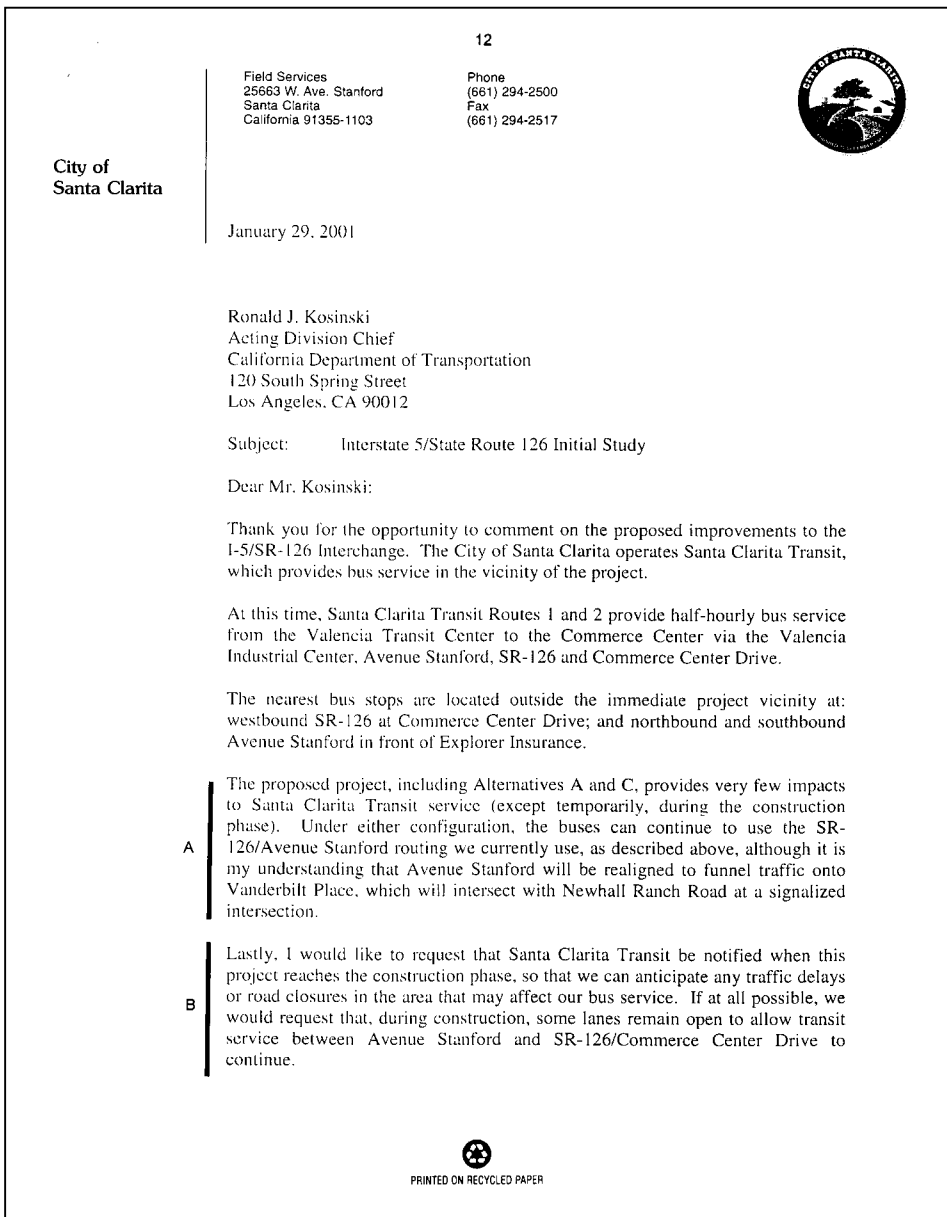 12
Field Services
25663 W. Ave. Stanford
Santa Clarita
California 91355-1103
Phone
(661) 294-2500
Fax
(661) 294-2517
CITY OF SANTA CLARITA
City of
Santa Clarita
January 29, 2001
Ronald J. Kosinski
Acting Division Chief
California Department of Transportation
120 South Spring Street
Los Angeles, CA 90012
Subject: Interstate 5/State Route 126 Initial Study
Dear Mr. Kosinski:
Thank you for the opportunity to comment on the proposed improvements to the
I-5/SR-126 Interchange. The City of Santa Clarita operates Santa Clarita Transit,
which provides bus service in the vicinity of the project.
At this time, Santa Clarita Transit Routes 1 and 2 provide half-hourly bus service
from the Valencia Transit Center to the Commerce Center via the Valencia
Industrial Center, Avenue Stanford, SR-126 and Commerce Center Drive.
The nearest bus stops are located outside the immediate project vicinity at:
westbound SR-126 at Commerce Center Drive; and northbound and southbound
Avenue Stanford in front of Explorer Insurance.
The proposed project, including Alternatives A and C, provides very few impacts
to Santa Clarita Transit service (except temporarily, during the construction
phase). Under either configuration, the buses can continue to use the SR-
A 126/Avenue Stanford routing we currently use, as described above, although it is
my understanding that Avenue Stanford will be realigned to funnel traffic onto
Vanderbilt Place, which will intersect with Newhall Ranch Road at a signalized
intersection.
Lastly, I would like to request that Santa Clarita Transit be notified when this
project reaches the construction phase, so that we can anticipate any traffic delays
B or road closures in the area that may affect our bus service. If at all possible, we
would request that, during construction, some lanes remain open to allow transit
service between Avenue Stanford and SR-126/Commerce Center Drive to
continue.
PRINTED ON RECYCLED PAPER